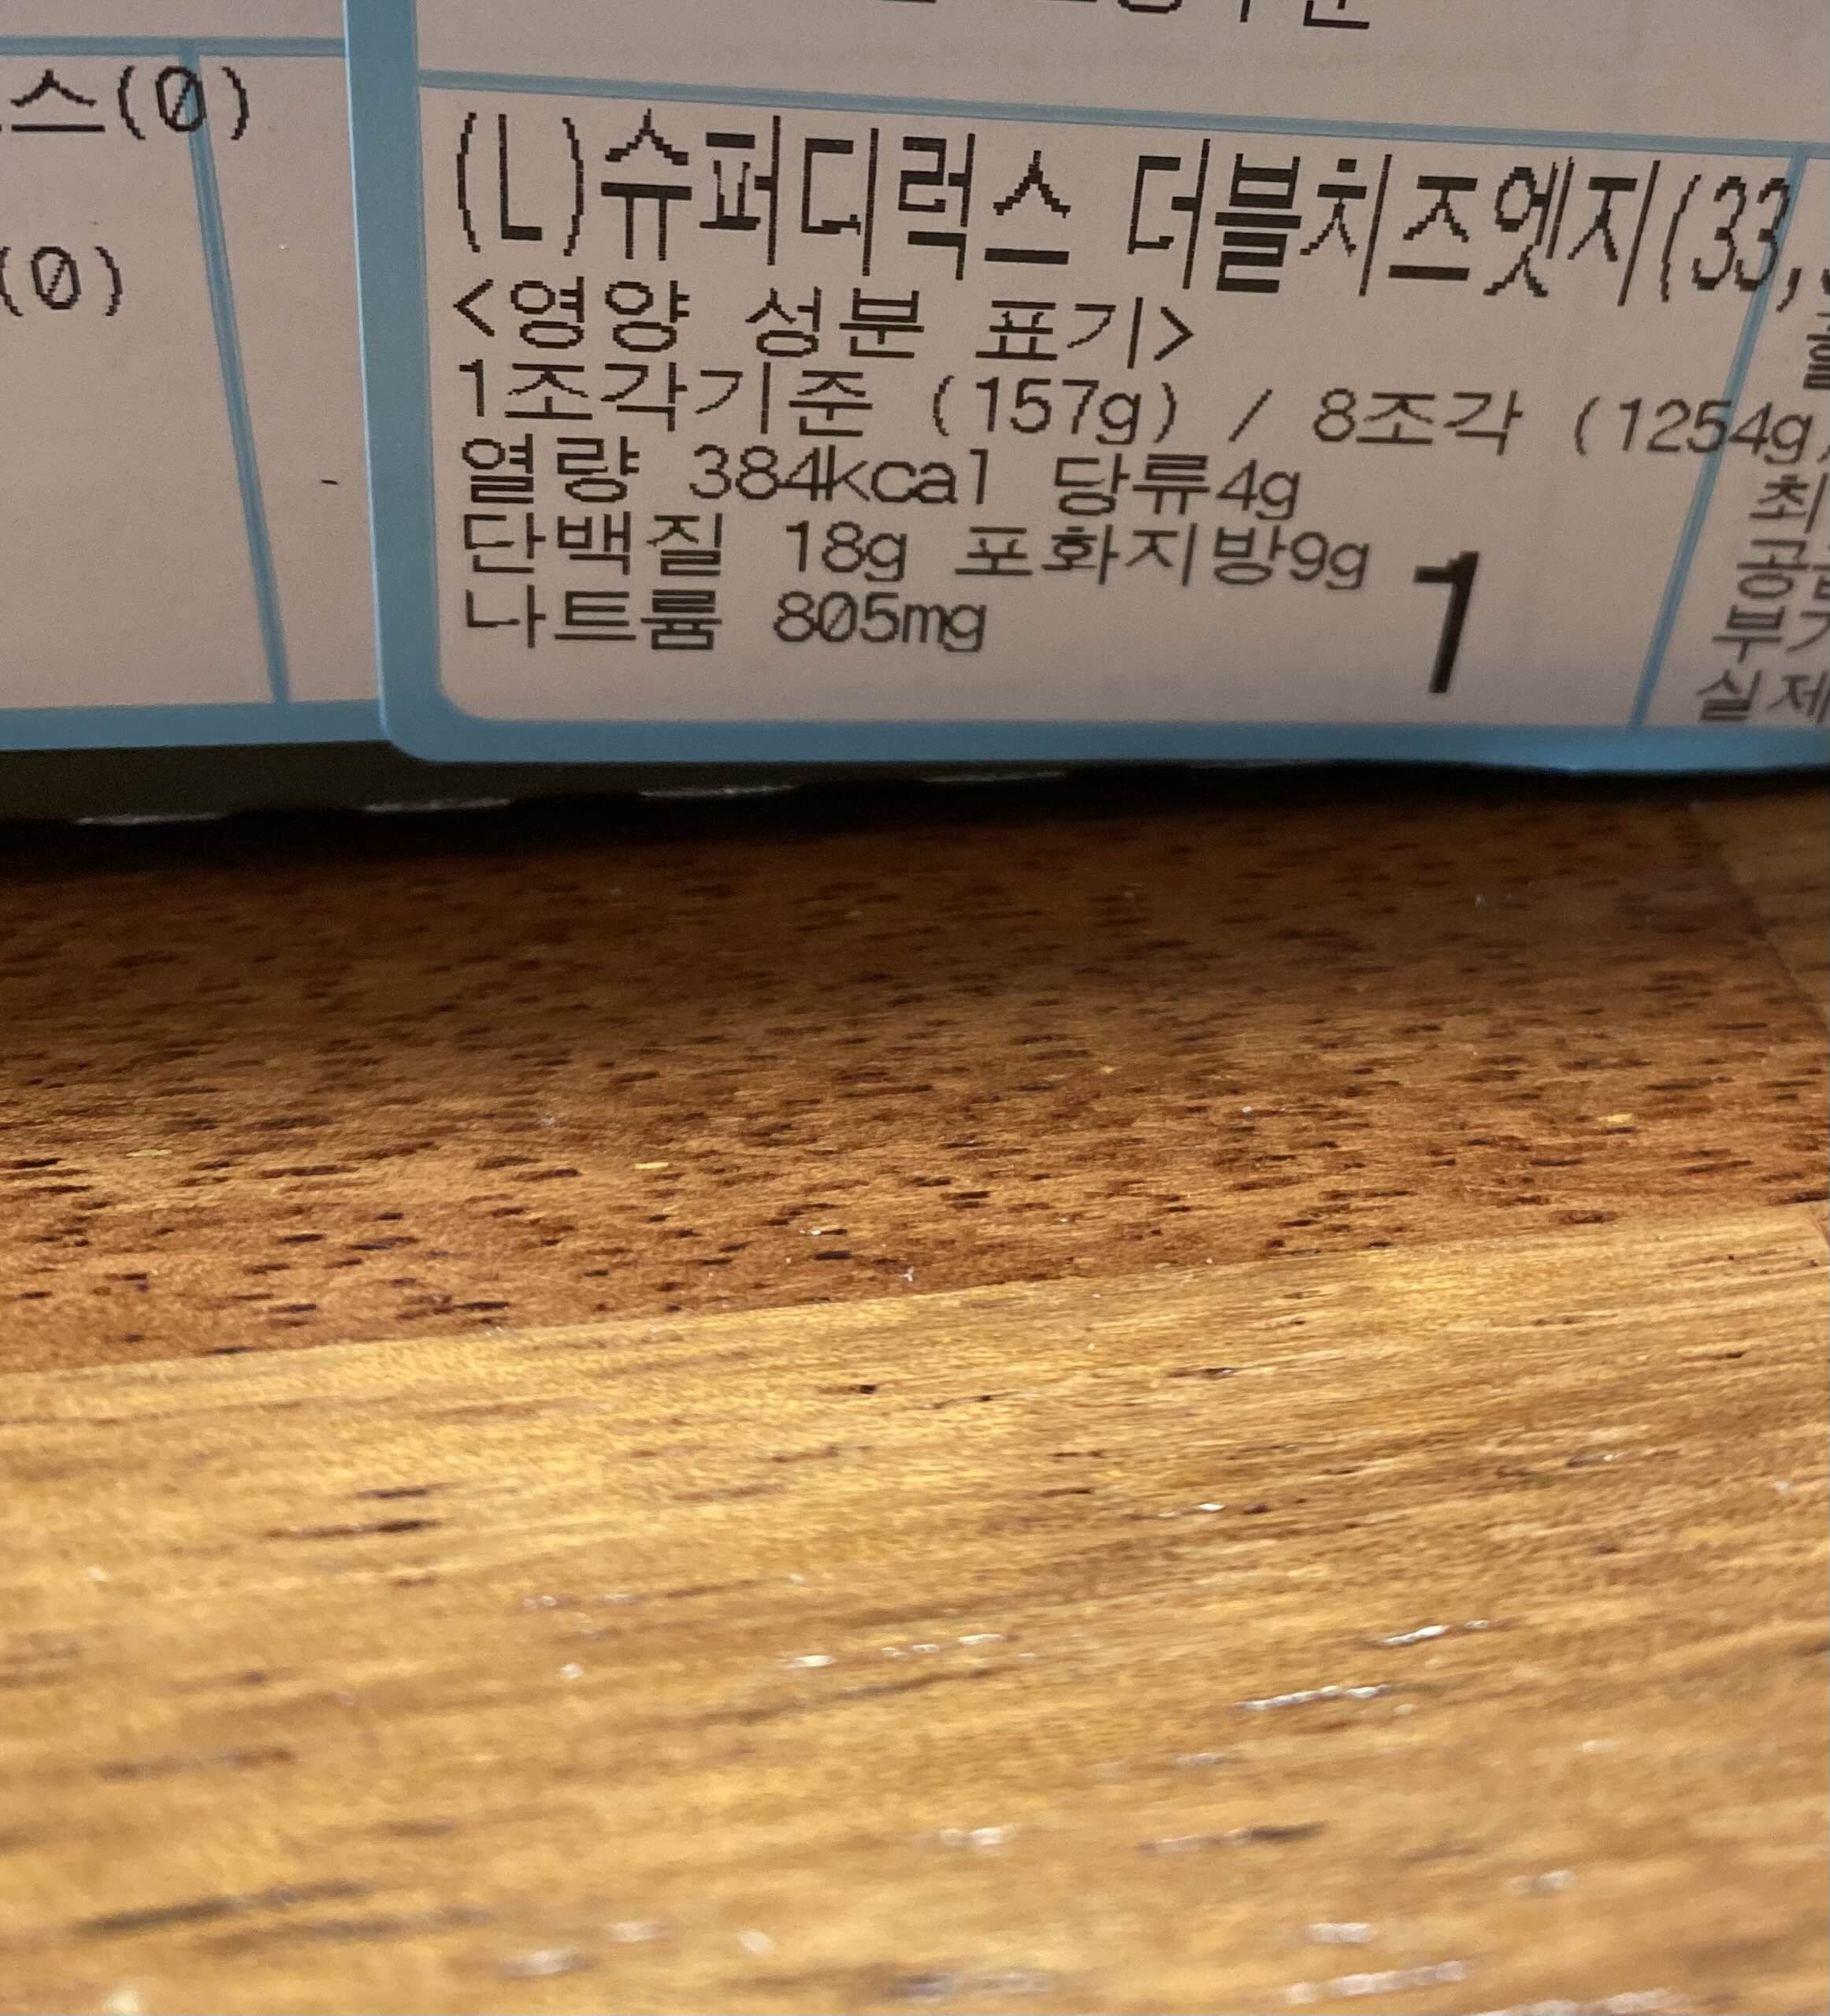 스(0)
(0)
(L)슈퍼디럭스 더블치즈엣지(33,
<영양 성분 표기>
1조각기준 (157g) / 8조각 (1254g)
열량 384kcal 당류4g
단백질 18g 포화지방9g
나트륨 805mg
1
최
공급
부가
실제